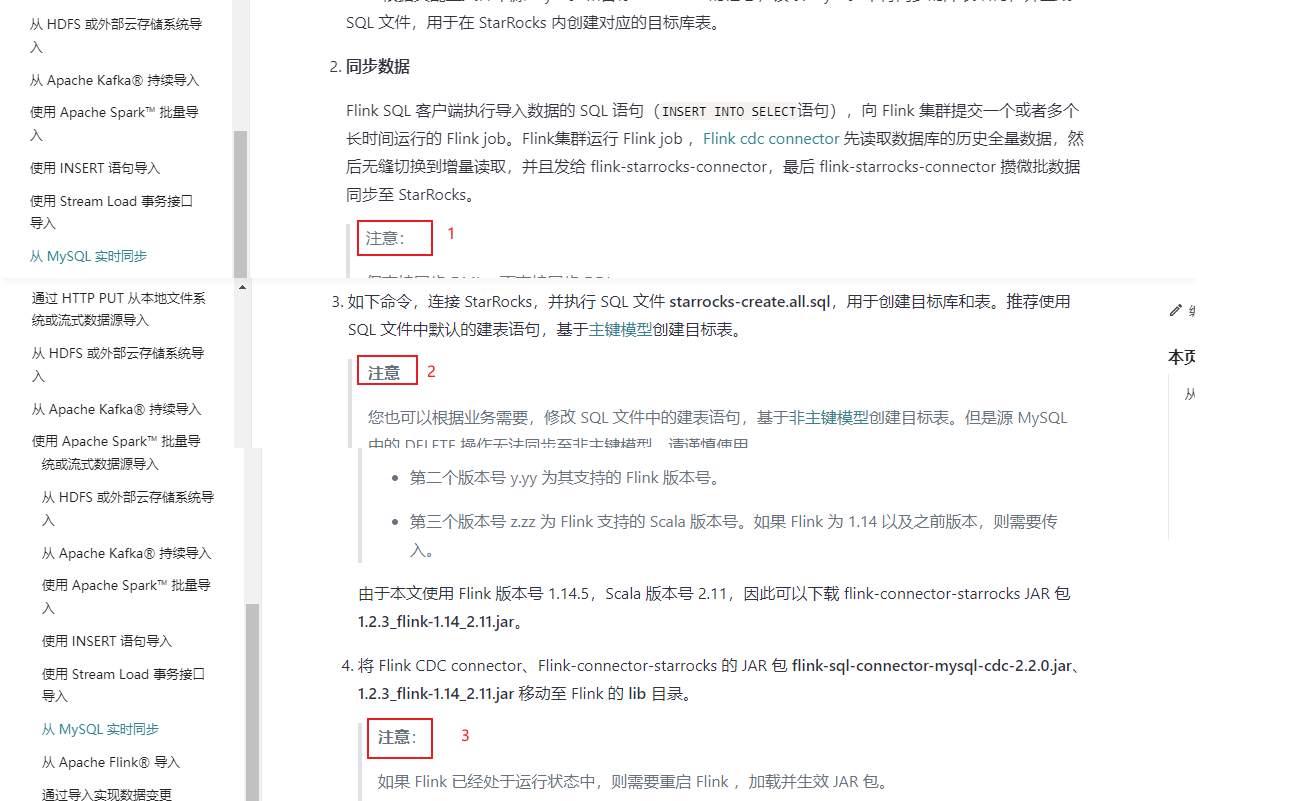 从 HDFS 或外部云存储系统导
入
从 Apache Kafka® 持续导入
使用 Apache Spark™ 批量导
入
使用 INSERT 语句导入
使用 Stream Load 事务接口
导入
从 MySQL 实时同步
SQL 文件，用于在 StarRocks 内创建对应的目标库表。
2. 同步数据
Flink SQL 客户端执行导入数据的 SQL 语句（INSERT INTO SELECT语句），向 Flink 集群提交一个或者多个
长时间运行的 Flink job。Flink集群运行 Flink job ，Flink cdc connector 先读取数据库的历史全量数据，然
后无缝切换到增量读取，并且发给 flink-starrocks-connector，最后 flink-starrocks-connector 攒微批数据
同步至 StarRocks。
注意：
1
通过 HTTP PUT 从本地文件系
统或流式数据源导入
从 HDFS 或外部云存储系统导
入
从 Apache Kafka® 持续导入
使用 Apache Spark™ 批量导
3. 如下命令，连接 StarRocks，并执行 SQL 文件 starrocks-create.all.sql，用于创建目标库和表。推荐使用
SQL 文件中默认的建表语句，基于主键模型创建目标表。
注意
2
您也可以根据业务需要，修改 SQL 文件中的建表语句，基于非主键模型创建目标表。但是源 MySQL
中的 DELETE 操作无法同步至非主键模型，请谨慎使用
本页
从
统或流式数据源导入
从 HDFS 或外部云存储系统导
入
从 Apache Kafka® 持续导入
使用 Apache Spark™ 批量导
入
使用 INSERT 语句导入
使用 Stream Load 事务接口
导入
从 MySQL 实时同步
从 Apache Flink® 导入
通过导入实现数据变更
第二个版本号 y.yy 为其支持的 Flink 版本号。
第三个版本号 z.zz 为 Flink 支持的 Scala 版本号。如果 Flink 为 1.14 以及之前版本，则需要传
入。
由于本文使用 Flink 版本号 1.14.5，Scala 版本号 2.11，因此可以下载 flink-connector-starrocks JAR 包
1.2.3_flink-1.14_2.11.jar。
4. 将 Flink CDC connector、Flink-connector-starrocks 的 JAR 包 flink-sql-connector-mysql-cdc-2.2.0.jar、
1.2.3_flink-1.14_2.11.jar 移动至 Flink 的 lib 目录。
注意：
3
如果 Flink 已经处于运行状态中，则需要重启 Flink ，加载并生效 JAR 包。